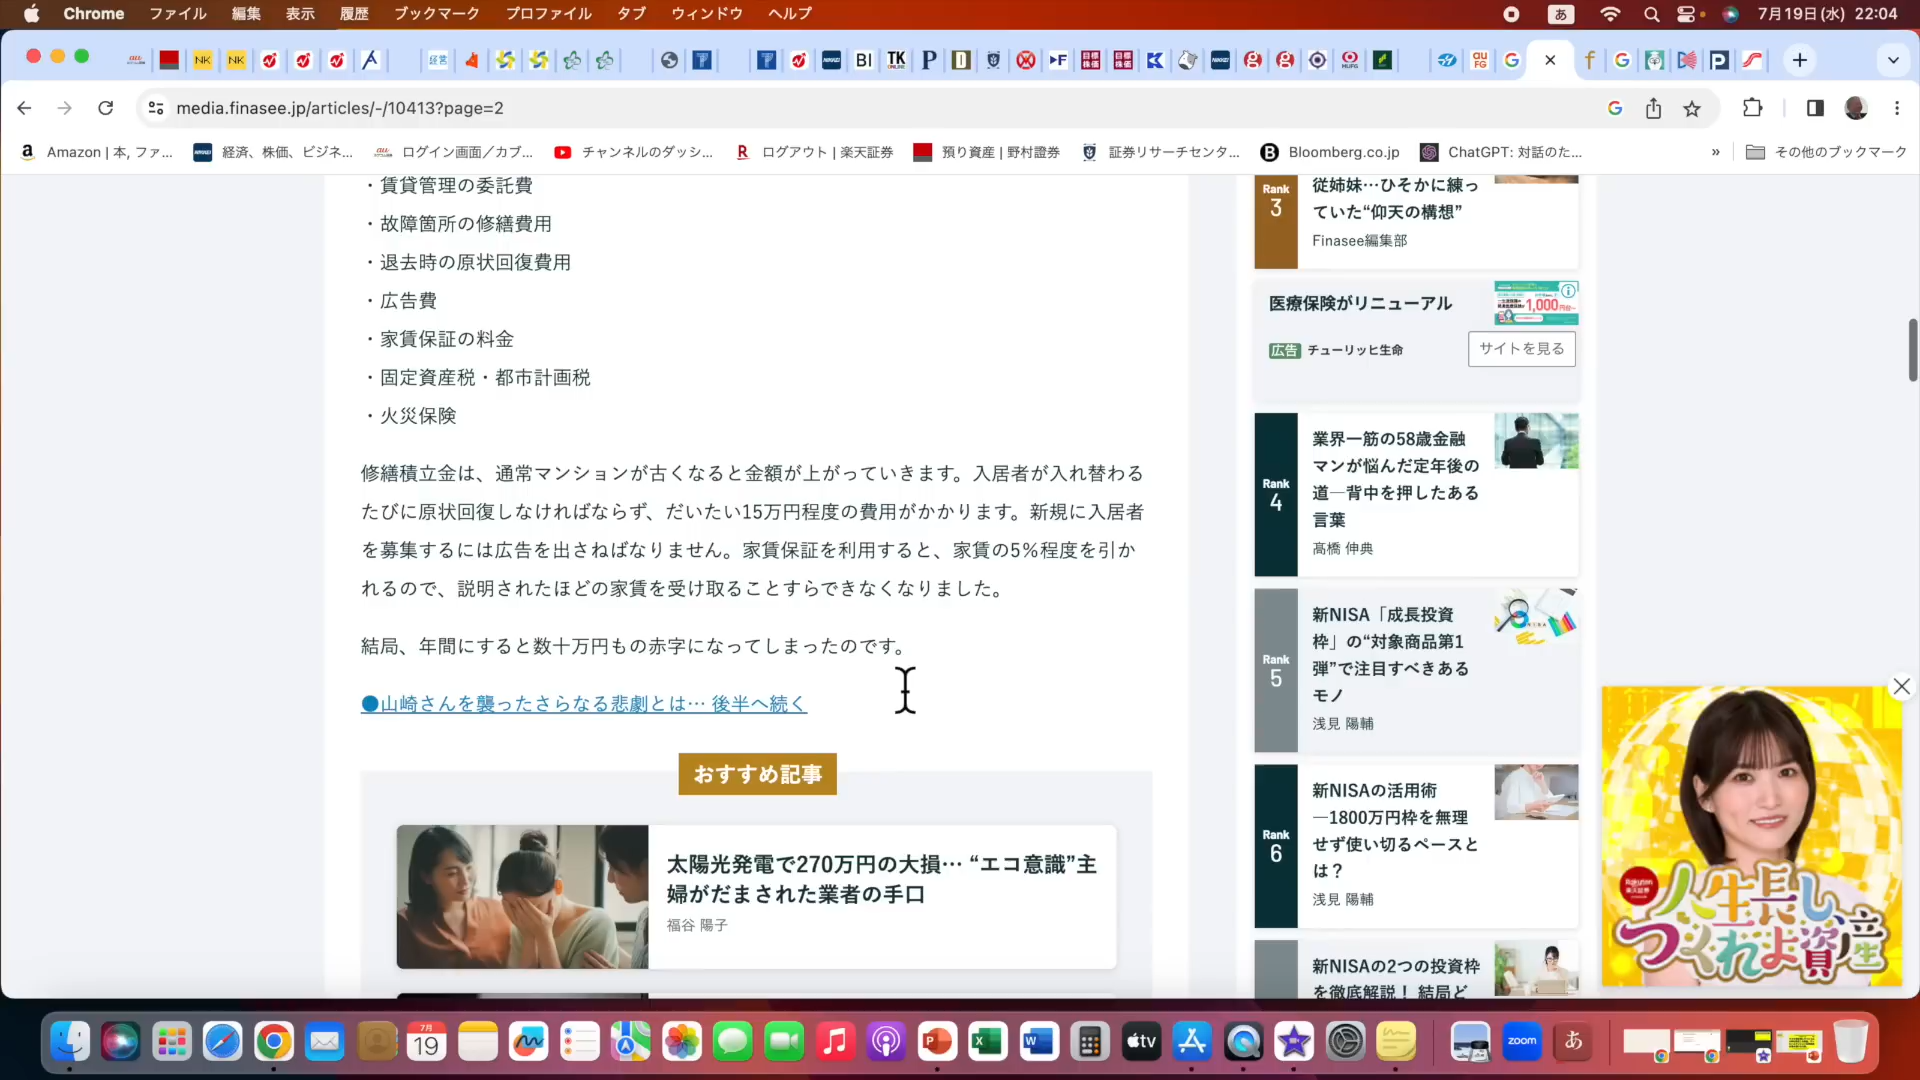 Chrome ファイル 編集 表示 履歴 ブックマーク プロファイル タブ ウィンドウ ヘルプ あ 7月19日(水) 22:04
media.finasee.jp/articles/-/10413?page=2
Amazon | 本, ファ... 経済、株価、ビジネ... ログイン画面／カブ... チャンネルのダッシ... ログアウト | 楽天証券 預り資産 | 野村證券 証券リサーチセンタ... Bloomberg.co.jp ChatGPT: 対話のた... » その他のブックマーク
・賃貸管理の委託費
・故障箇所の修繕費用
・退去時の原状回復費用
・広告費
・家賃保証の料金
・固定資産税・都市計画税
・火災保険
修繕積立金は、通常マンションが古くなると金額が上がっていきます。入居者が入れ替わる
たびに原状回復しなければならず、だいたい15万円程度の費用がかかります。新規に入居者
を募集するには広告を出さねばなりません。家賃保証を利用すると、家賃の5％程度を引か
れるので、説明されたほどの家賃を受け取ることすらできなくなりました。
結局、年間にすると数十万円もの赤字になってしまったのです。
●山崎さんを襲ったさらなる悲劇とは… 後半へ続く
おすすめ記事
太陽光発電で270万円の大損… “エコ意識”主
婦がだまされた業者の手口
福谷 陽子
Rank
3
従姉妹…ひそかに練っ
ていた“仰天の構想”
Finasee編集部
医療保険がリニューアル
1,000
広告 チューリッヒ生命
サイトを見る
Rank
4
業界一筋の58歳金融
マンが悩んだ定年後の
道―背中を押したある
言葉
髙橋 伸典
Rank
5
新NISA「成長投資
枠」の“対象商品第1
弾”で注目すべきある
モノ
浅見 陽輔
Rank
6
新NISAの活用術
―1800万円枠を無理
せず使い切るペースと
は？
浅見 陽輔
新NISAの2つの投資枠
を徹底解説！ 結局ど
Rakuten
楽天証券
人生長し、
つくれよ資産
7月
19
tv
zoom
あ